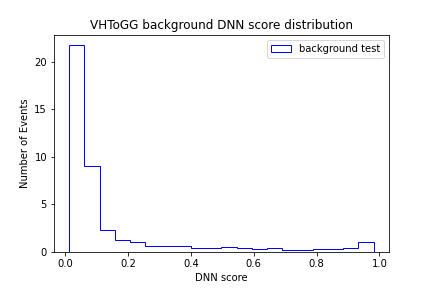 VHToGG background DNN score distribution
background test
Number of Events
20
15
10
5
0
0.0 0.2 0.4 0.6 0.8 1.0
DNN score